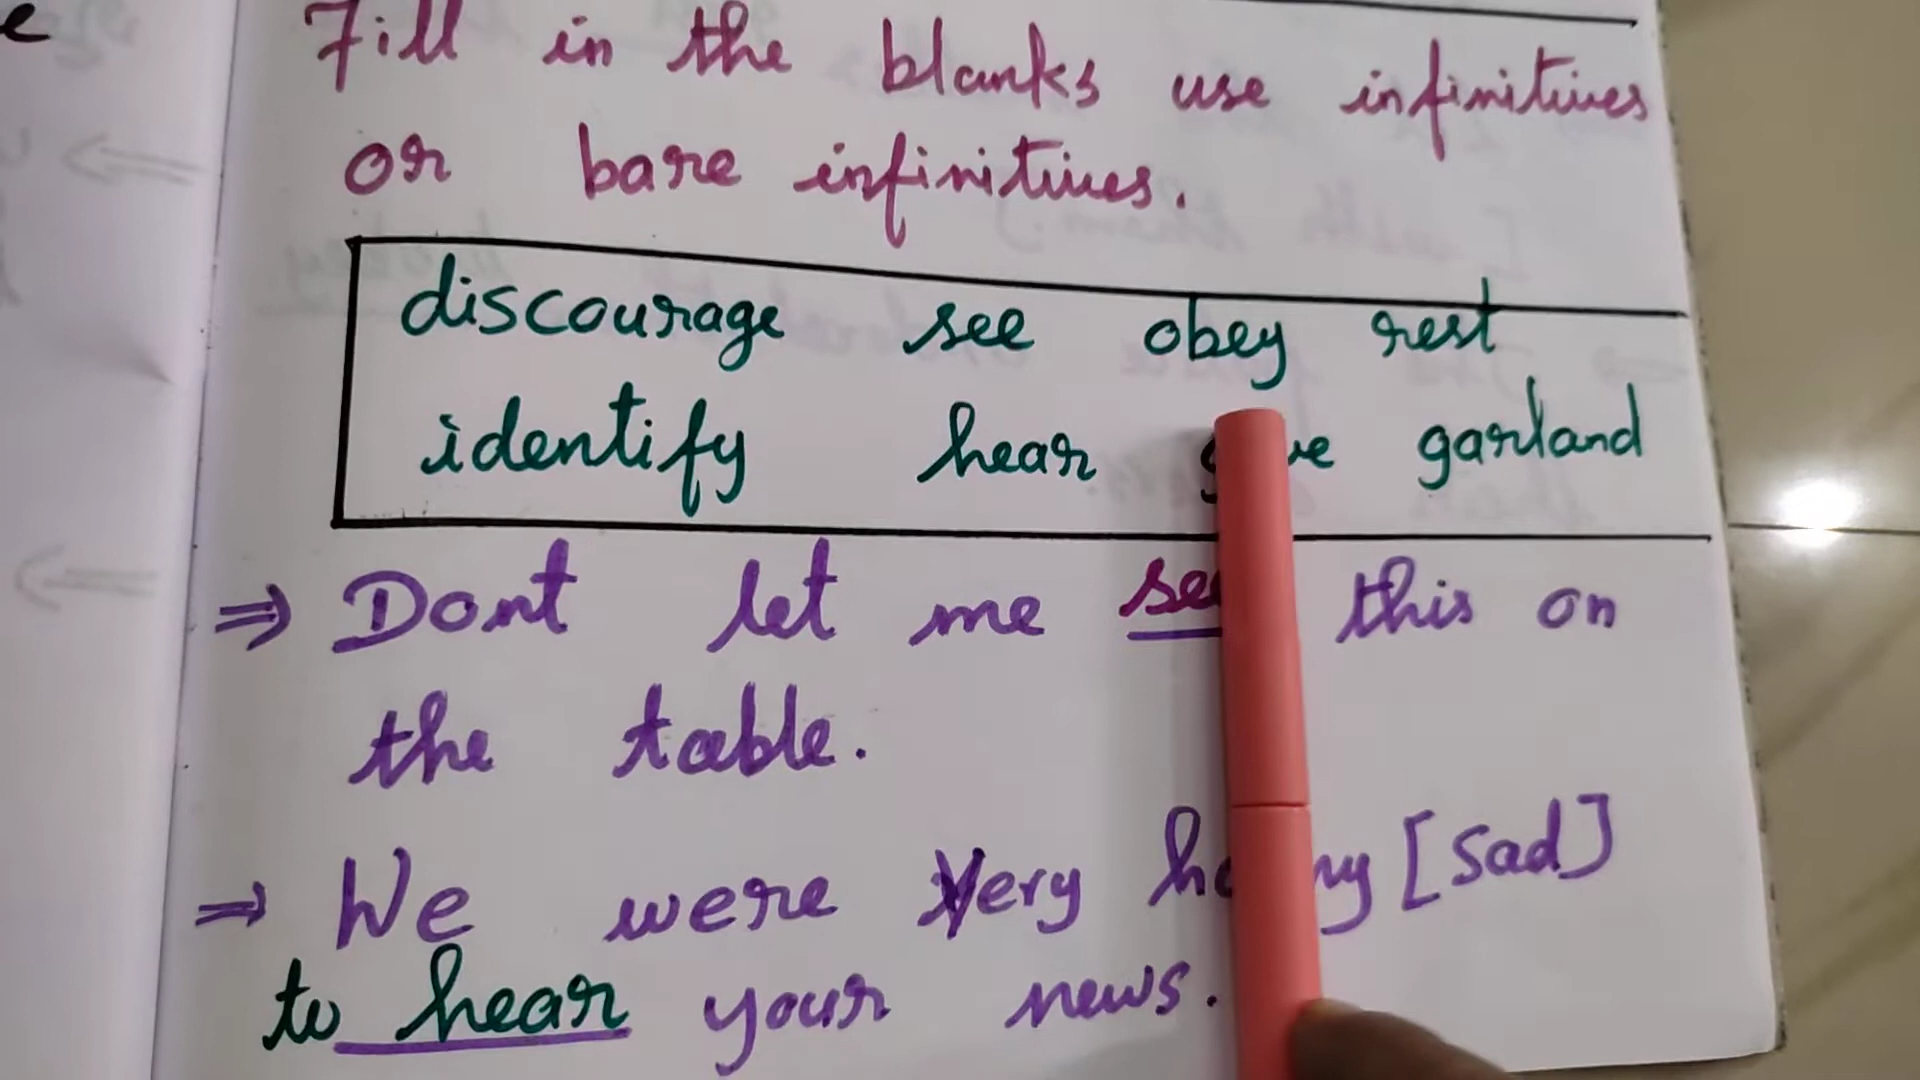 e
Fill in the blanks use infinitives
or bare infinitives.
discourage see obey rest
identify hear garland
Dont let me this on
the table.
We were Very [Sad]
to hear your news.